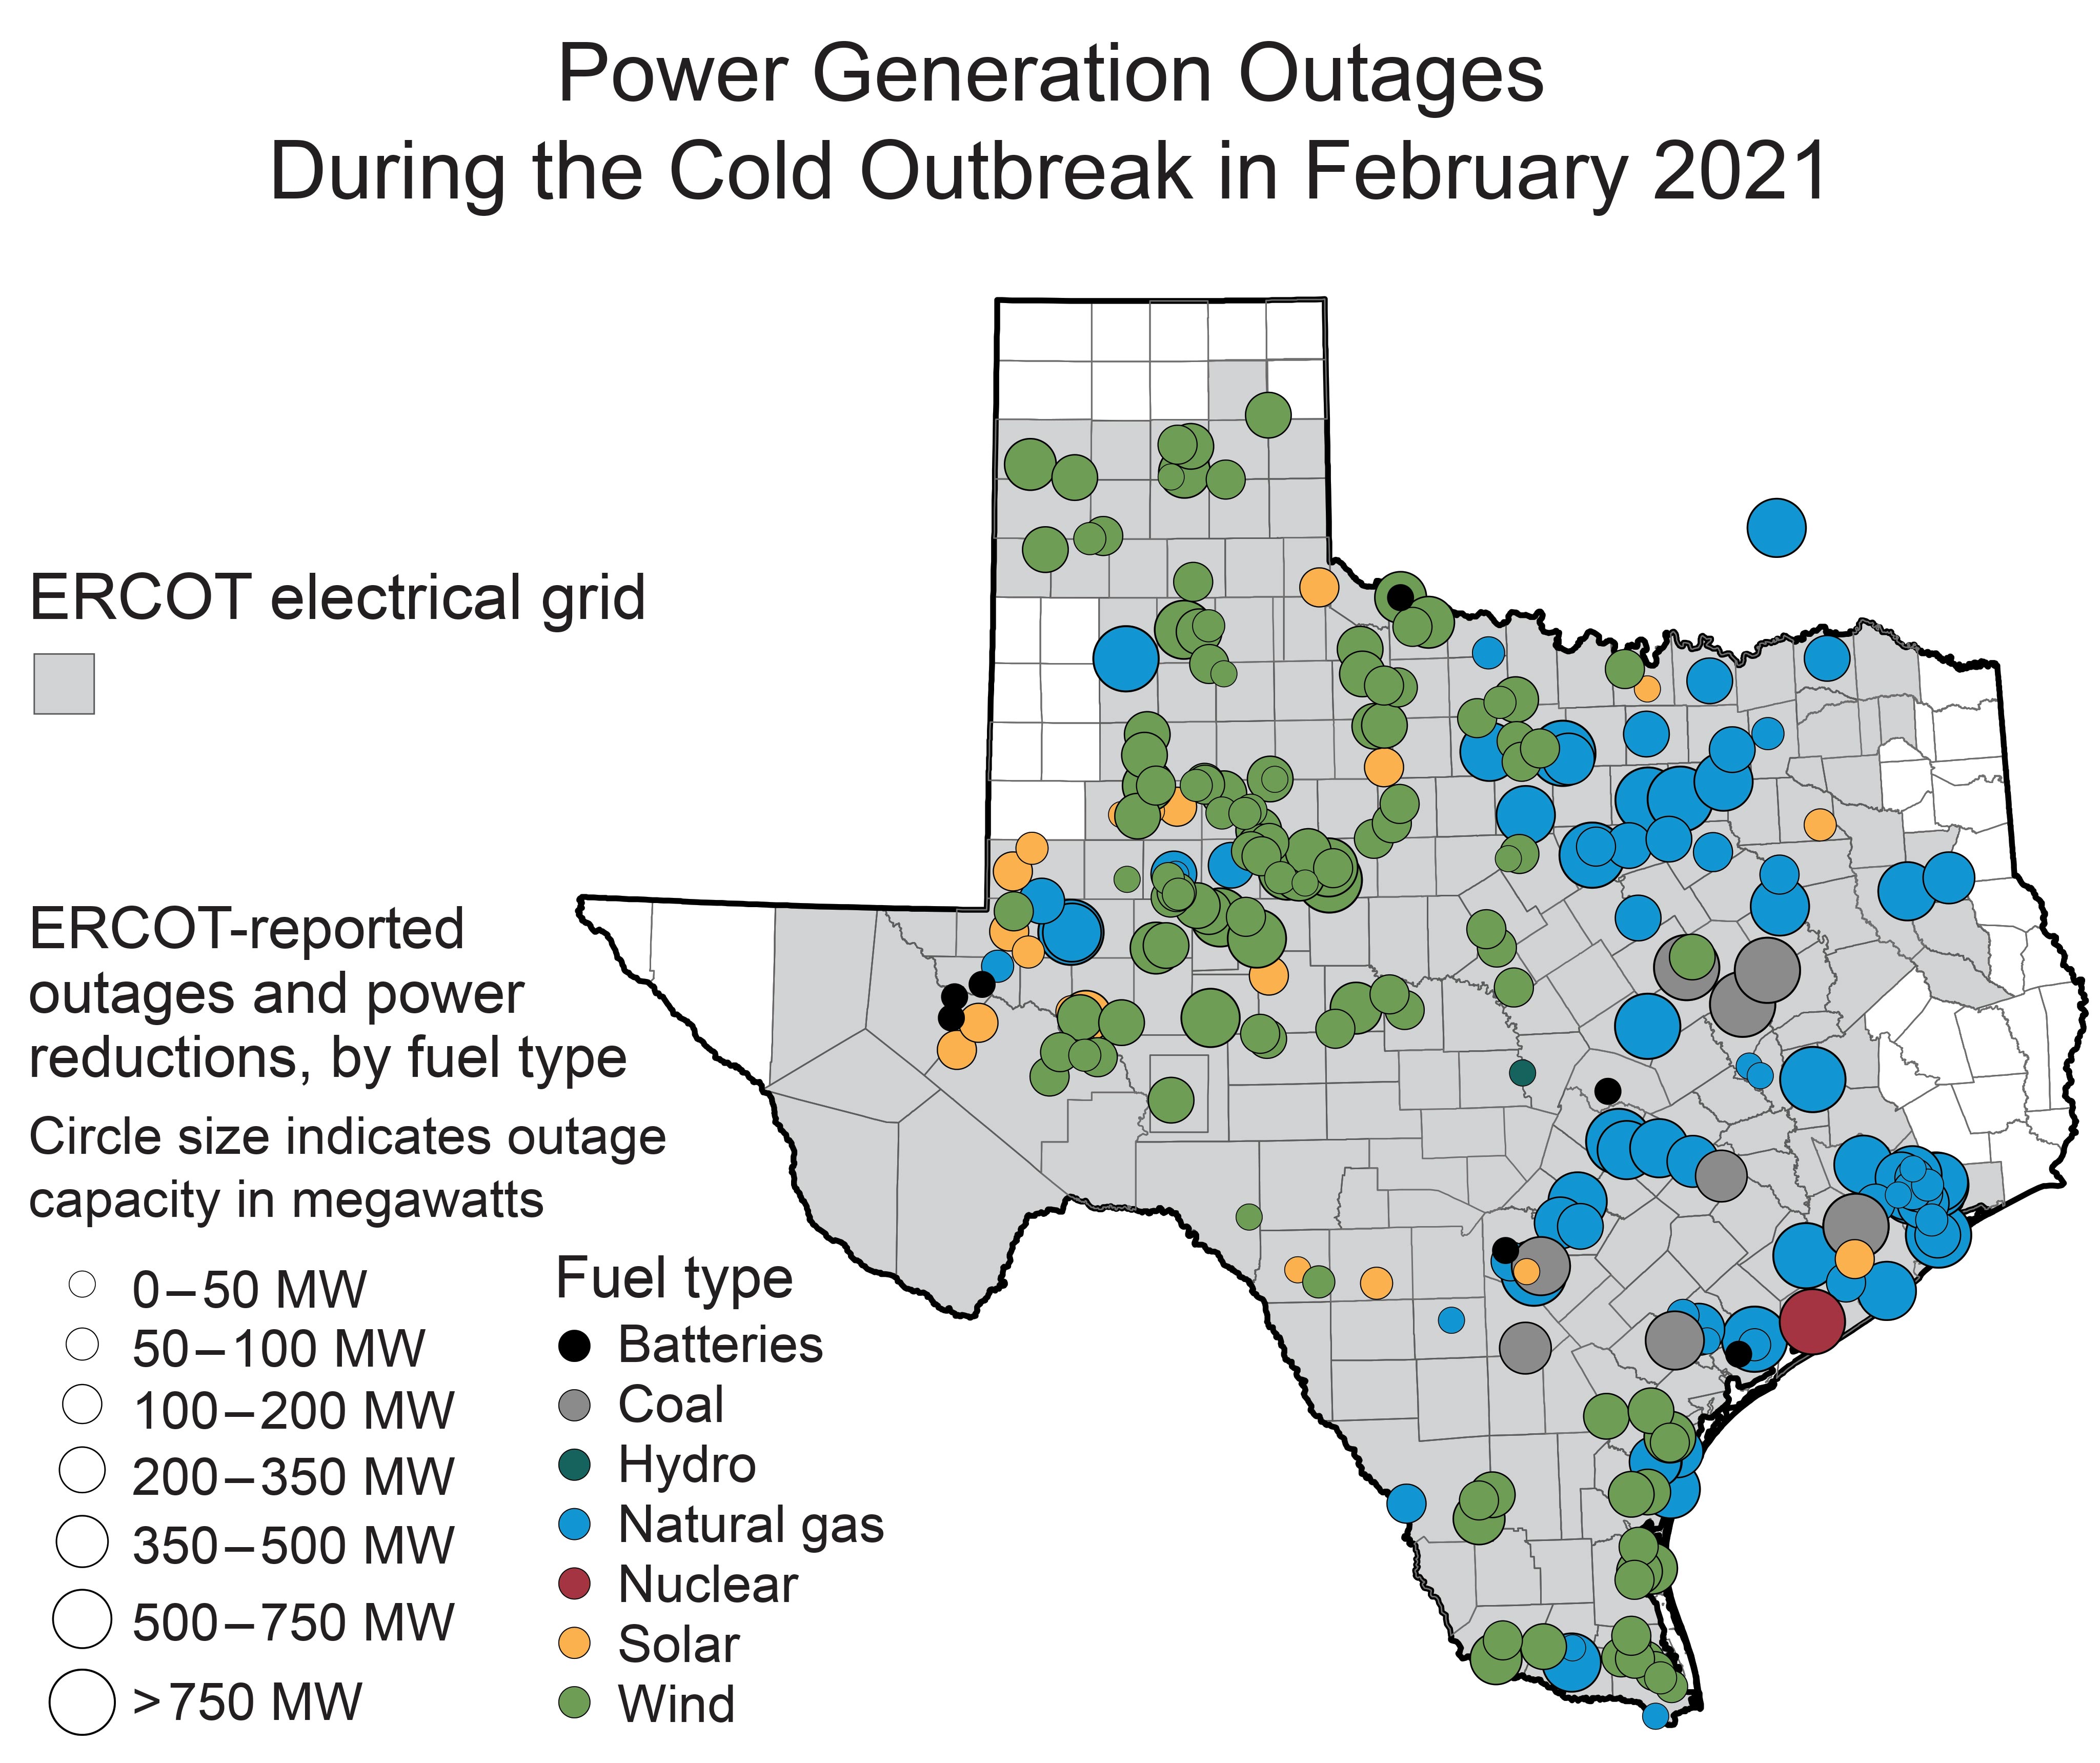 Power Generation Outages
During the Cold Outbreak in February 2021
ERCOT electrical grid
ERCOT-reported
outages and power
reductions, by fuel type
Circle size indicates outage
capacity in megawatts
0–50 MW
50–100 MW
100–200 MW
200–350 MW
350–500 MW
500–750 MW
>750 MW
Fuel type
Batteries
Coal
Hydro
Natural gas
Nuclear
Solar
Wind